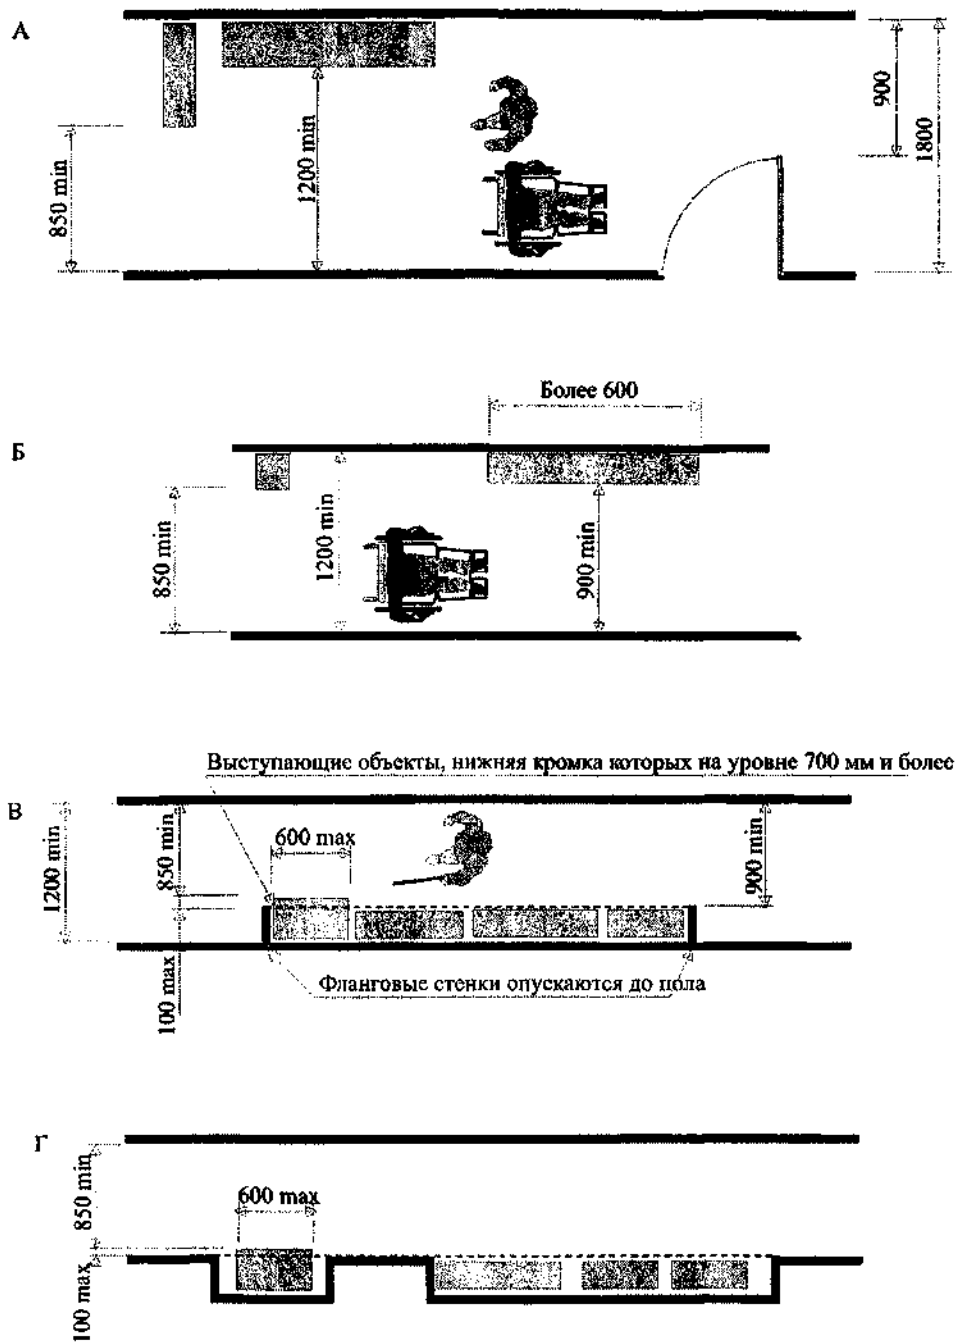 А
850 min
1200 min
900
1800
Более 600
Б
850 min
1200 min
900 min
Выступающие объекты, нижняя кромка которых на уровне 700 мм и более
В
1200 min
850 min
600 max
900 min
100 max
Фланговые стенки опускаются до пола
Г
850 min
600 max
100 max